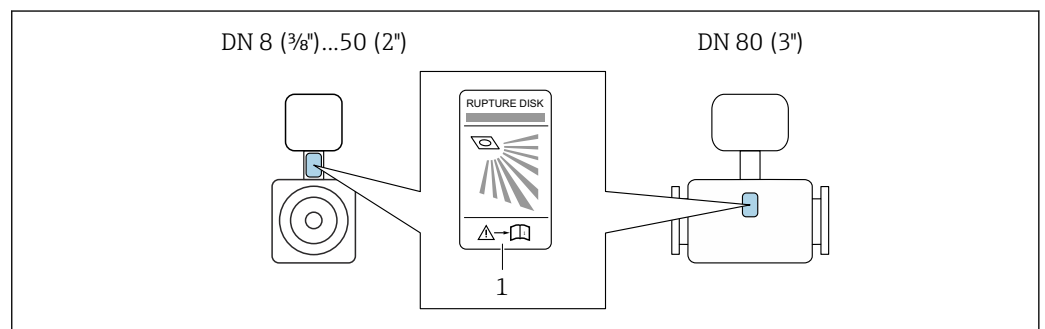 DN 8 (⅜")...50 (2")
DN 80 (3")
RUPTURE DISK
1